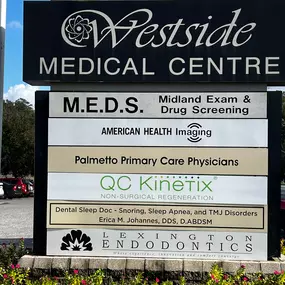 Westside
MEDICAL CENTRE
M.E.D.S. Midland Exam &
Drug Screening
AMERICAN HEALTH Imaging
Palmetto Primary Care Physicians
QC Kinetix
NON-SURGICAL REGENERATION
Dental Sleep Doc - Snoring, Sleep Apnea, and TMJ Disorders
Erica M. Johannes, DDS, D.ABDSM
LEXINGTON
ENDODONTICS